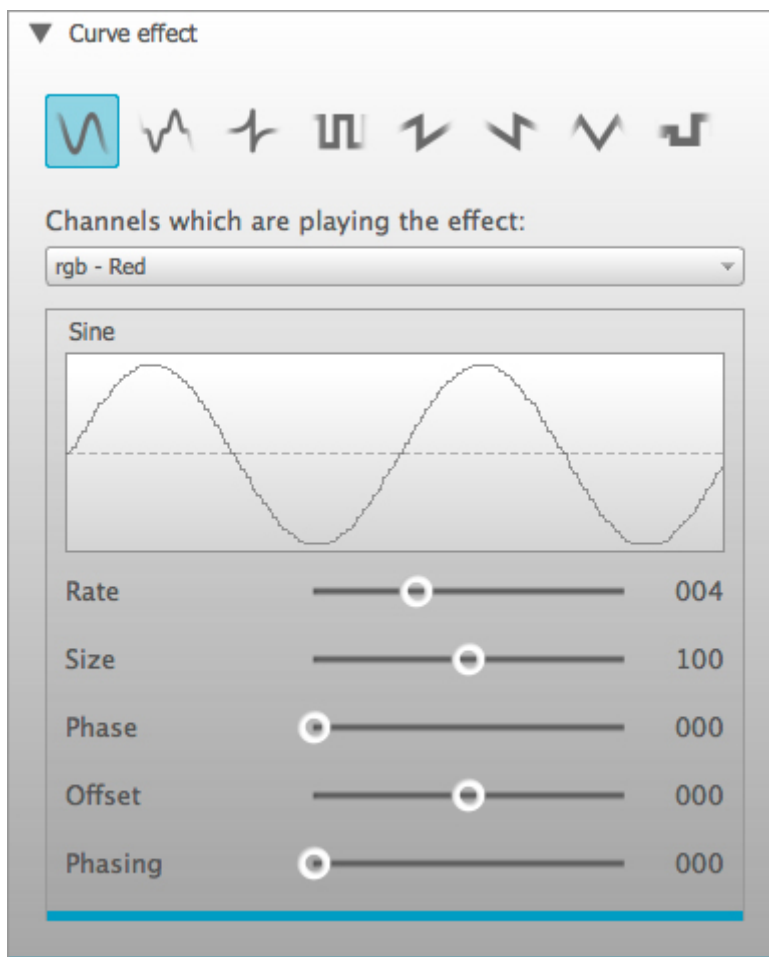 Curve effect
Channels which are playing the effect:
rgb - Red
Sine
Rate 004
Size 100
Phase 000
Offset 000
Phasing 000